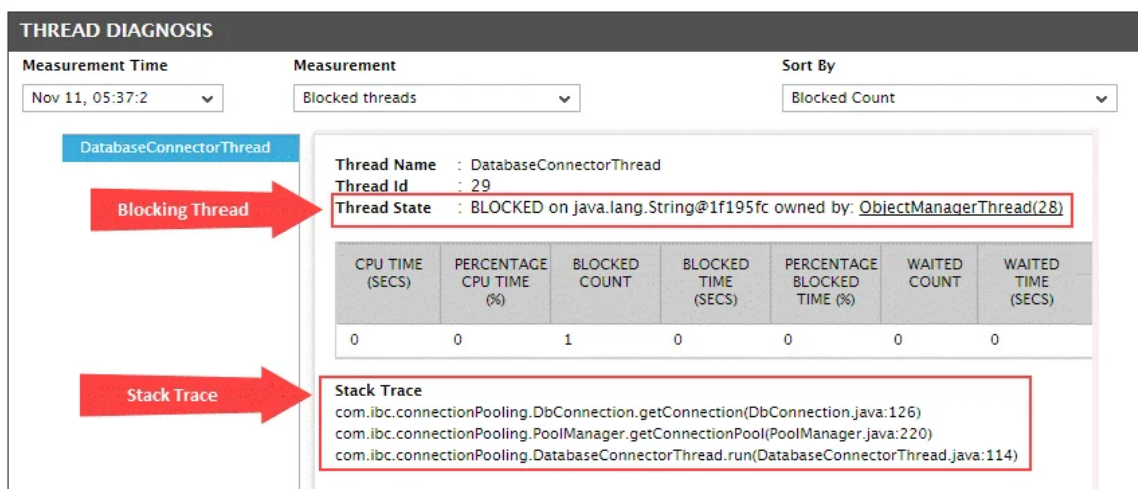 THREAD DIAGNOSIS
Measurement Time Measurement Sort By
Nov 11, 05:37:2 Blocked threads Blocked Count
DatabaseConnectorThread
Thread Name : DatabaseConnectorThread
Thread Id : 29
Blocking Thread
Thread State : BLOCKED on java.lang.String@1f195fc owned by: ObjectManagerThread(28)
CPU TIME (SECS) PERCENTAGE CPU TIME (%) BLOCKED COUNT BLOCKED TIME (SECS) PERCENTAGE BLOCKED TIME (%) WAITED COUNT WAITED TIME (SECS)
0 0 1 0 0 0 0
Stack Trace
Stack Trace
com.ibc.connectionPooling.DbConnection.getConnection(DbConnection.java:126)
com.ibc.connectionPooling.PoolManager.getConnectionPool(PoolManager.java:220)
com.ibc.connectionPooling.DatabaseConnectorThread.run(DatabaseConnectorThread.java:114)